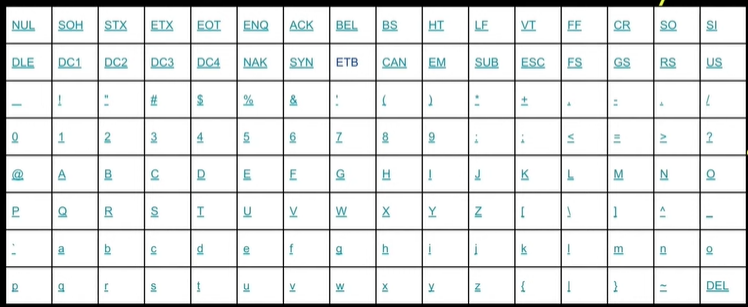 NUL SOH STX ETX EOT ENQ ACK BEL BS HT LF VT FF CR SO SI
DLE DC1 DC2 DC3 DC4 NAK SYN ETB CAN EM SUB ESC FS GS RS US
! " # $ % & ' ( ) * + , - . /
0 1 2 3 4 5 6 7 8 9 : ; < = > ?
@ A B C D E F G H I J K L M N O
P Q R S T U V W X Y Z [ \ ] ^ _
` a b c d e f g h i j k l m n o
p q r s t u v w x y z { | } ~ DEL